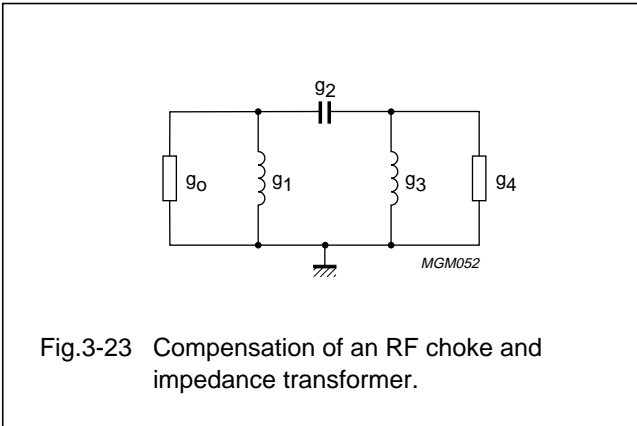 g2
go
g1
g3
g4
MGM052
Fig.3-23 Compensation of an RF choke and
impedance transformer.